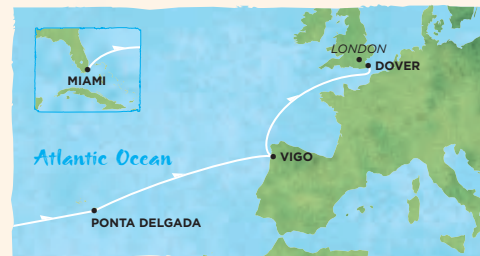 LONDON
DOVER
MIAMI
Atlantic Ocean
VIGO
PONTA DELGADA